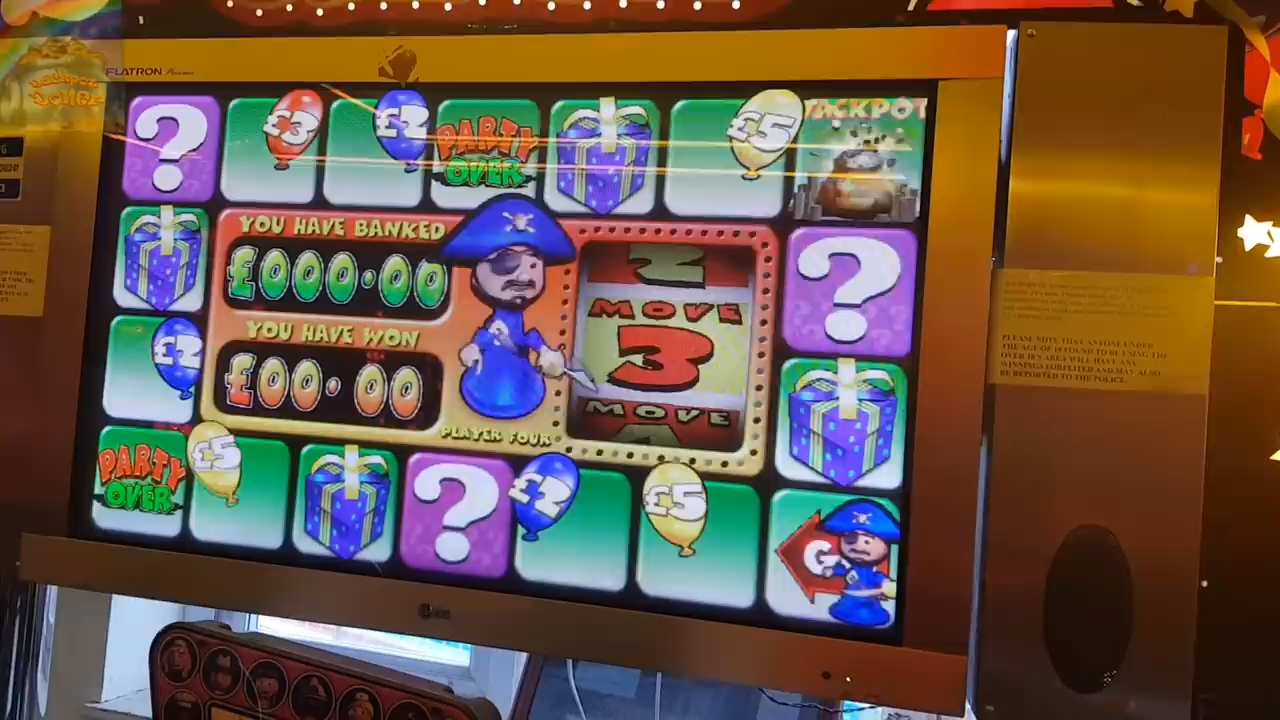 FLATRON
Jackpot
?
£3
£2
PARTY
OVER
£5
JACKPOT
YOU HAVE BANKED
£000.00
YOU HAVE WON
£00.00
PLAYER FOUR
2
MOVE
3
MOVE
?
£2
PARTY
OVER
£5
?
£2
£5
G
PLEASE NOTE THAT ANYONE UNDER
THE AGE OF 18 FOUND TO BE USING THE
OVER 18'S AREA WILL HAVE ANY
WINNINGS FORFEITED AND MAY ALSO
BE REPORTED TO THE POLICE.